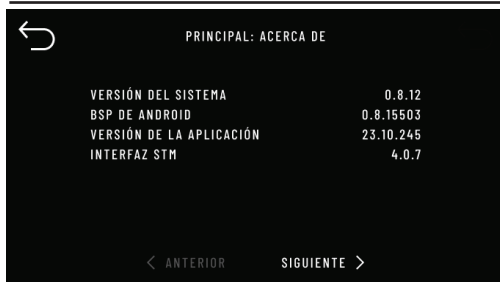 PRINCIPAL: ACERCA DE
VERSIÓN DEL SISTEMA 0.8.12
BSP DE ANDROID 0.8.15503
VERSIÓN DE LA APLICACIÓN 23.10.245
INTERFAZ STM 4.0.7
< ANTERIOR SIGUIENTE >